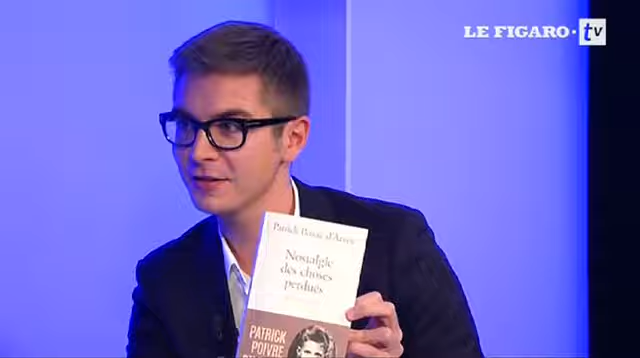 LE FIGARO · tv
Patrick Poivre d'Arvor
Nostalgie
des choses
perdues
PATRICK
POIVRE